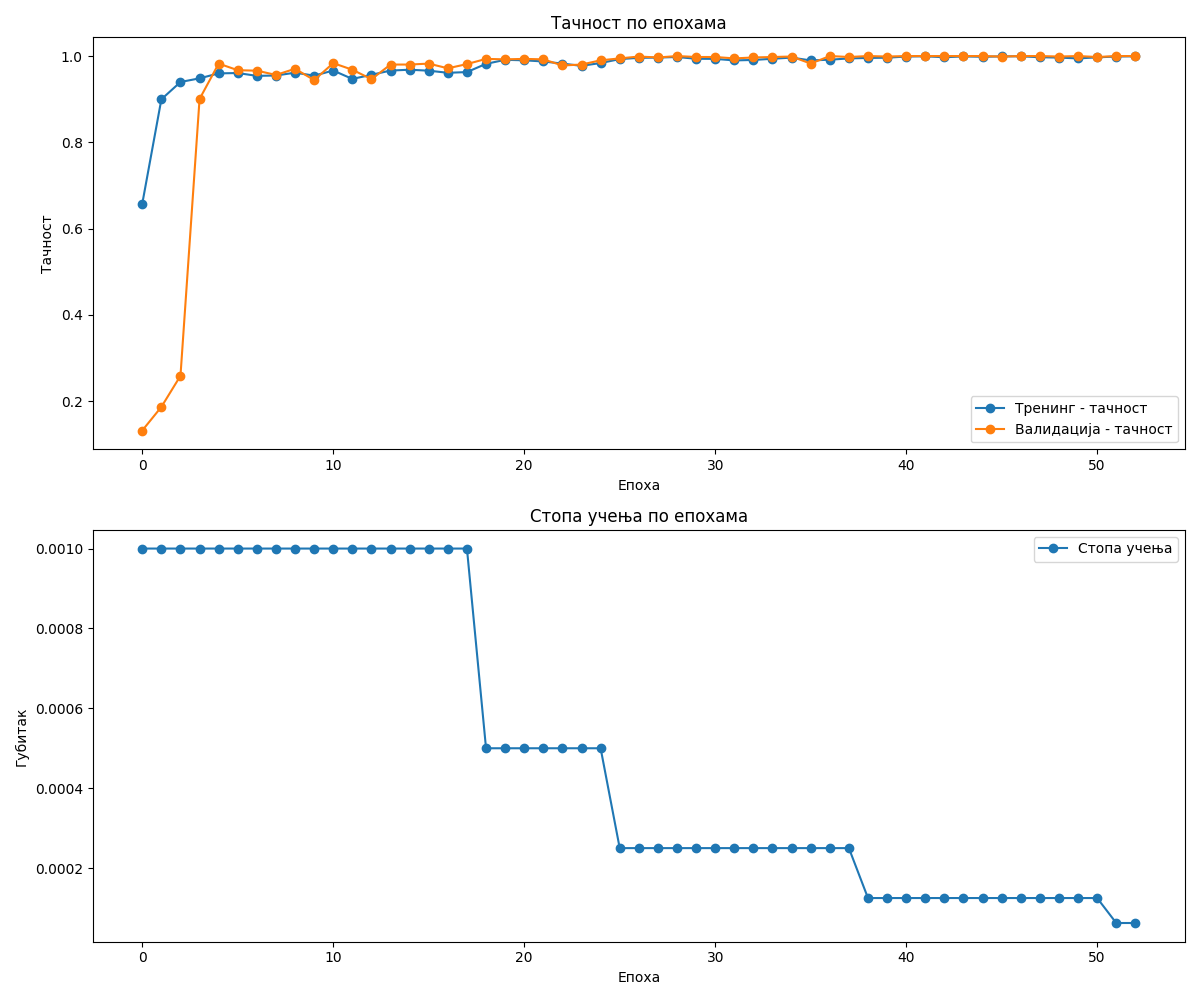 Тачност по епохама
1.0
0.8
0.6
0.4
0.2
Тачност
Тренинг - тачност
Валидација - тачност
0 10 20 30 40 50
Епоха
Стопа учења по епохама
0.0010
0.0008
0.0006
0.0004
0.0002
Губитак
Стопа учења
0 10 20 30 40 50
Епоха